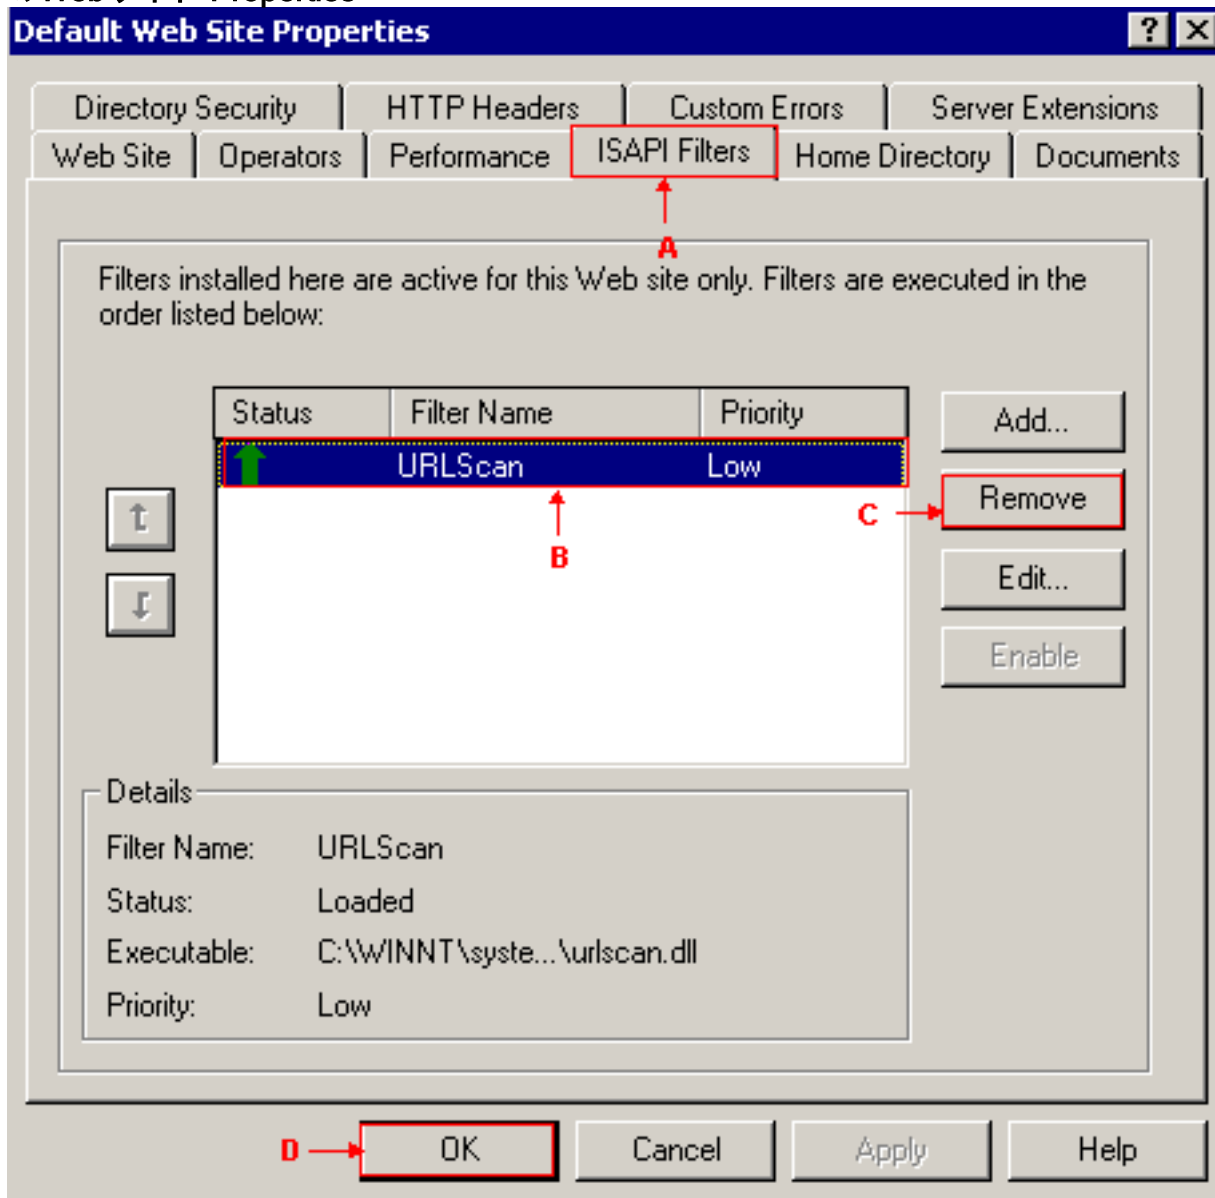 Default Web Site Properties
Directory Security HTTP Headers Custom Errors Server Extensions
Web Site Operators Performance ISAPI Filters Home Directory Documents
A
Filters installed here are active for this Web site only. Filters are executed in the
order listed below:
Status Filter Name Priority
URLScan Low
B
Add...
C
Remove
Edit...
Enable
Details
Filter Name: URLScan
Status: Loaded
Executable: C:\WINNT\syste...\urlscan.dll
Priority: Low
D
OK Cancel Apply Help